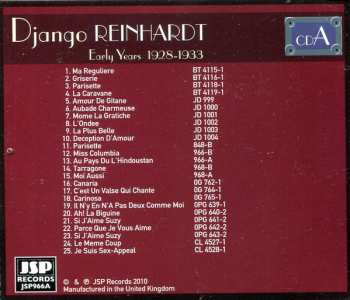 Django REINHARDT
Early Years 1928-1933
CD A
1. Ma Reguliere BT 4115-1
2. Griserie BT 4116-1
3. Parisette BT 4118-1
4. La Caravane BT 4119-1
5. Amour De Gitane JD 999
6. Aubade Charmeuse JD 1000
7. Mome La Gratiche JD 1001
8. L'Ondee JD 1002
9. La Plus Belle JD 1003
10. Deception D'Amour JD 1004
11. Parisette 848-B
12. Miss Columbia 966-B
13. Au Pays Du L'Hindoustan 966-A
14. Tarragone 968-B
15. Moi Aussi 968-A
16. Canaria OG 762-1
17. C'est un Valse Qui Chante OG 766-1
18. Carinosa OG 765-1
19. Il N'y En N'A Pas Deux Comme Moi OPG 639-1
20. Ah! La Biguine OPG 640-2
21. Si J'Aime Suzy OPG 641-2
22. Parce Que Je Vous Aime OPG 642-2
23. Si J'Aime Suzy OPG 643-2
24. Le Meme Coup CL 4527-1
25. Je Suis Sex-Appeal CL 4528-1
JSP
RECORDS
JSP966A
© & ℗ JSP Records 2010
Manufactured in the United Kingdom